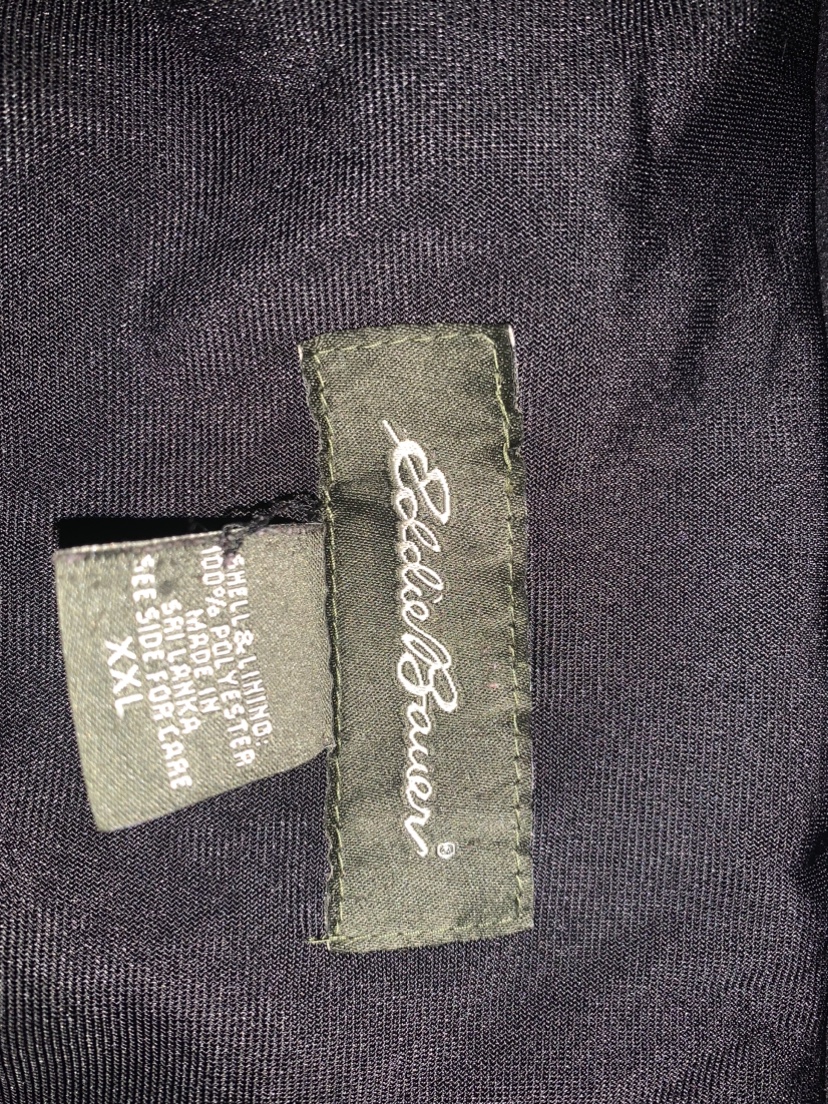 Eddie Bauer®
SHELL & LINING:
100% POLYESTER
MADE IN
SRI LANKA
SEE SIDE FOR CARE
XXL